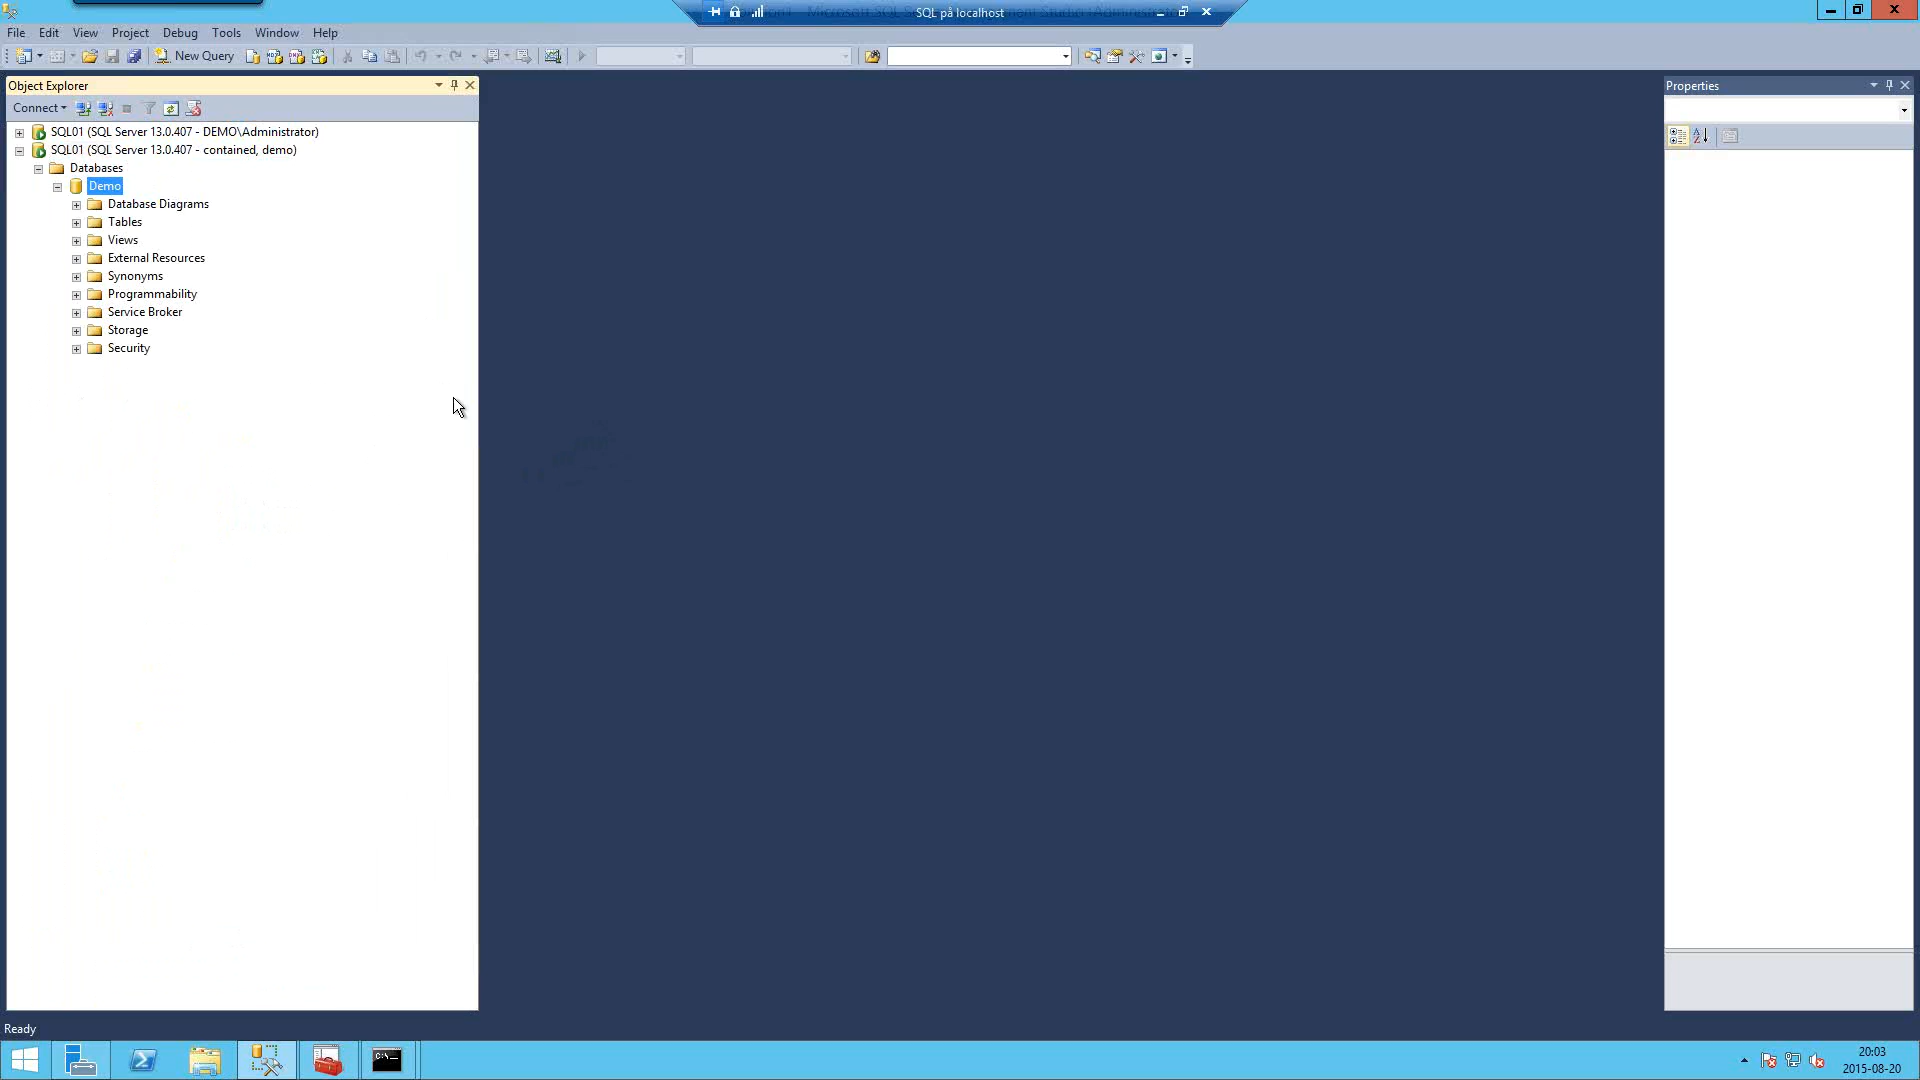 SQL på localhost
File Edit View Project Debug Tools Window Help
New Query
Object Explorer
Connect
SQL01 (SQL Server 13.0.407 - DEMO\Administrator)
SQL01 (SQL Server 13.0.407 - contained, demo)
Databases
Demo
Database Diagrams
Tables
Views
External Resources
Synonyms
Programmability
Service Broker
Storage
Security
Properties
Ready
20:03
2015-08-20